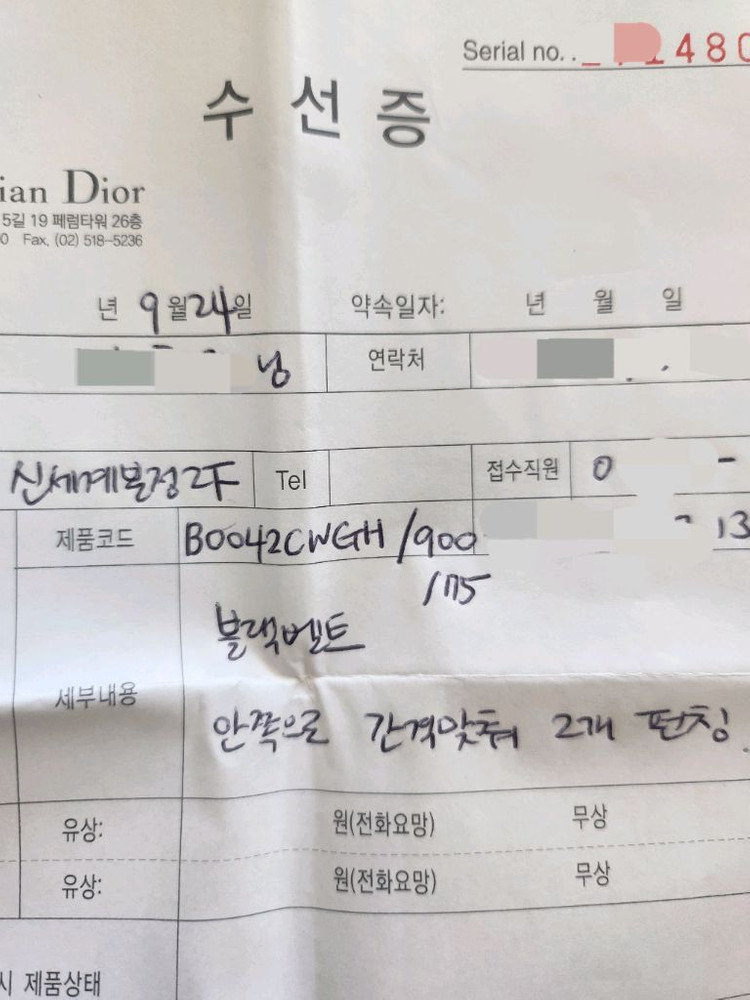 Serial no. . 480
수선증
ian Dior
5길 19 페럼타워 26층
0 Fax. (02) 518-5236
년 9월 24일 약속일자: 년 월 일
님 연락처
신세계본점 2F Tel 접수직원 0 -
제품코드 B0042CWGH /900 13
/175
블랙벨트
세부내용
안쪽으로 간격맞춰 2개 펀칭
유상: 원(전화요망) 무상
유상: 원(전화요망) 무상
시 제품상태